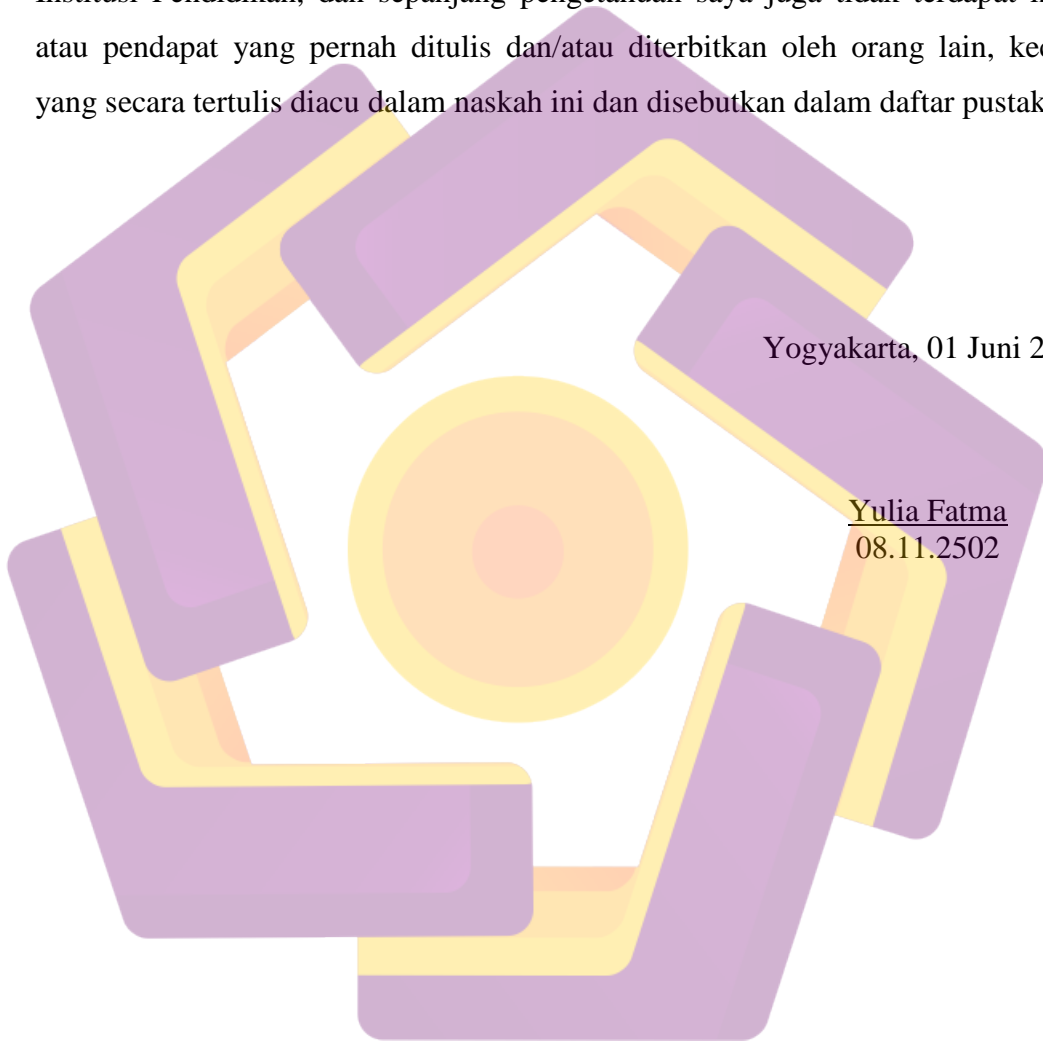 Institusi Pendidikan, dan sepanjang pengetahuan saya juga tidak terdapat
atau pendapat yang pernah ditulis dan/atau diterbitkan oleh orang lain,
yang secara tertulis diacu dalam naskah ini dan disebutkan dalam daftar
Yogyakarta, 01 Juni
Yulia Fatma
08.11.2502